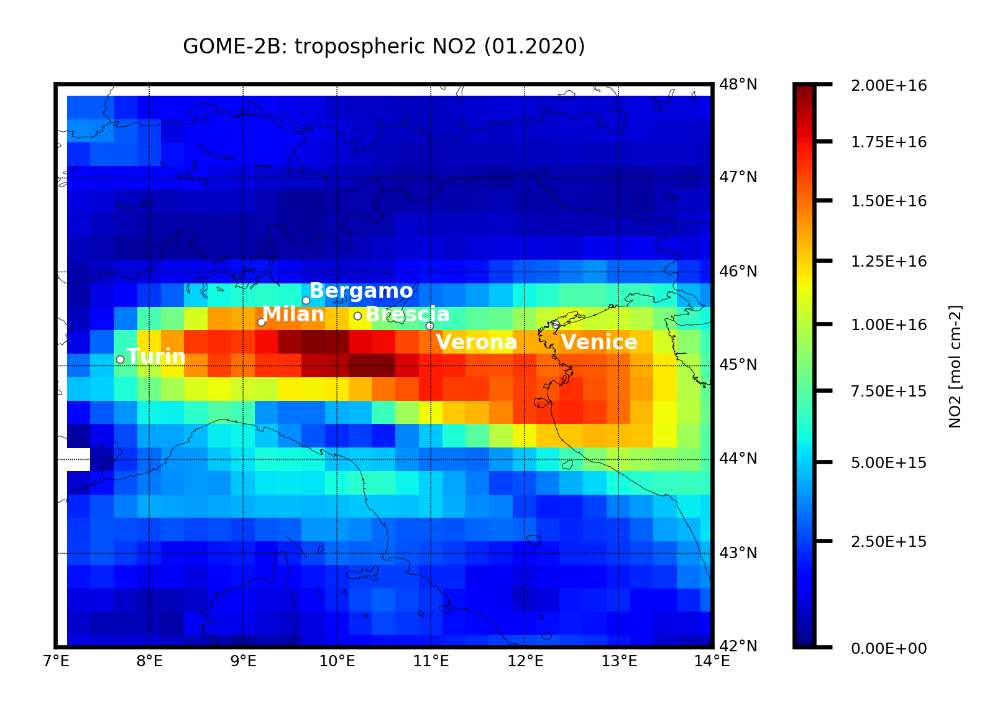 GOME-2B: tropospheric NO2 (01.2020)
48°N
47°N
46°N
45°N
44°N
43°N
42°N
7°E 8°E 9°E 10°E 11°E 12°E 13°E 14°E
Bergamo
Milan
Brescia
Verona
Venice
Turin
2.00E+16
1.75E+16
1.50E+16
1.25E+16
1.00E+16
7.50E+15
5.00E+15
2.50E+15
0.00E+00
NO2 [mol cm-2]